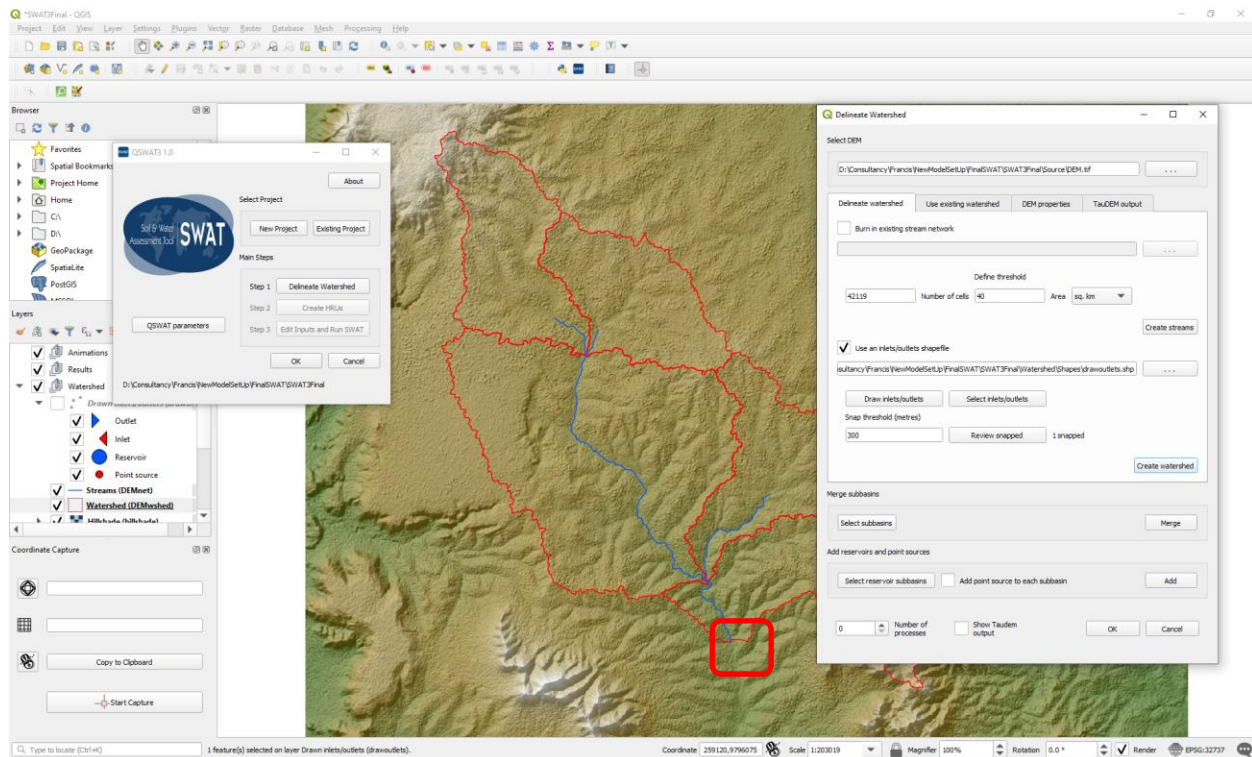 *SWAT3Final - QGIS
Project Edit View Layer Settings Plugins Vector Raster Database Mesh Processing Help
Browser
Favorites
Spatial Bookmarks
Project Home
Home
C:\
D:\
GeoPackage
SpatiaLite
PostGIS
Layers
Animations
Results
Watershed
Outlet
Inlet
Reservoir
Point source
Streams (DEMnet)
Watershed (DEMwshed)
Hillshade (hillshade)
Coordinate Capture
Copy to Clipboard
Start Capture
QSWAT3 1.0
About
Select Project
New Project Existing Project
Soil & Water
Assessment Tool
SWAT
Main Steps
Step 1 Delineate Watershed
Step 2 Create HRUs
Step 3 Edit Inputs and Run SWAT
QSWAT parameters
OK Cancel
D:\Consultancy\Francis\NewModelSetUp\FinalSWAT\SWAT3Final
Delineate Watershed
Select DEM
D:\Consultancy\Francis\NewModelSetUp\FinalSWAT\SWAT3Final\Source\DEM.tif ...
Delineate watershed Use existing watershed DEM properties TauDEM output
Burn in existing stream network
...
Define threshold
42119 Number of cells 40 Area sq. km
Create streams
Use an inlets/outlets shapefile
sultancy\Francis\NewModelSetUp\FinalSWAT\SWAT3Final\Watershed\Shapes\drawoutlets.shp ...
Draw inlets/outlets Select inlets/outlets
Snap threshold (metres)
300 Review snapped 1 snapped
Create watershed
Merge subbasins
Select subbasins Merge
Add reservoirs and point sources
Select reservoir subbasins Add point source to each subbasin Add
0 Number of processes Show Taudem output OK Cancel
Type to locate (Ctrl+K) 1 feature(s) selected on layer Drawn inlets/outlets (drawoutlets). Coordinate 259120,9796075 Scale 1:203019 Magnifier 100% Rotation 0.0 ° Render EPSG:32737